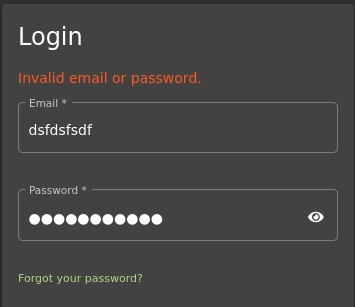 Login
Invalid email or password.
Email *
dsfdsfsdf
Password *
●●●●●●●●●●●
Forgot your password?